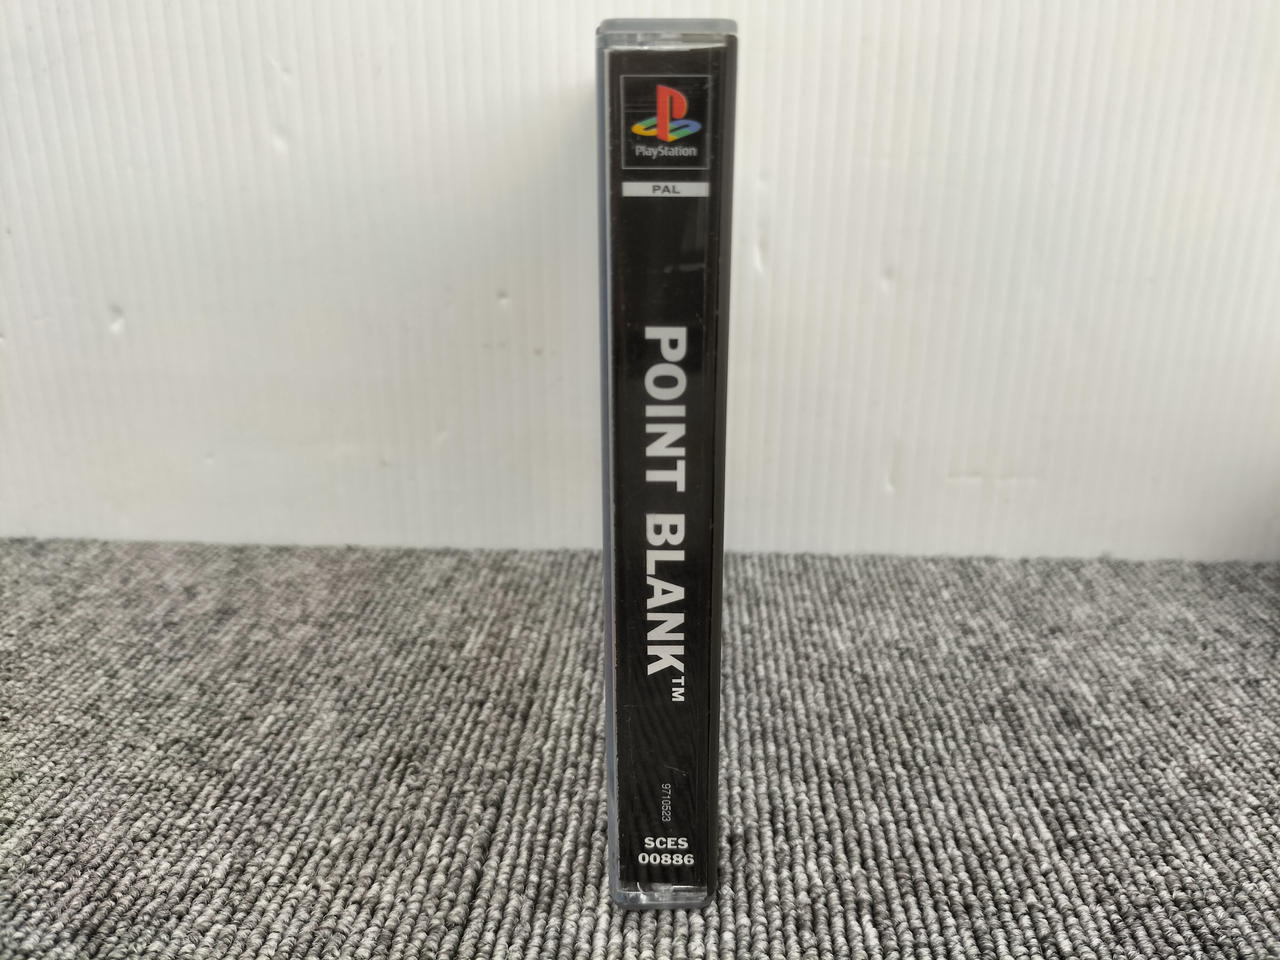 PlayStation
PAL
POINT BLANK™
9710523
SCES
00886